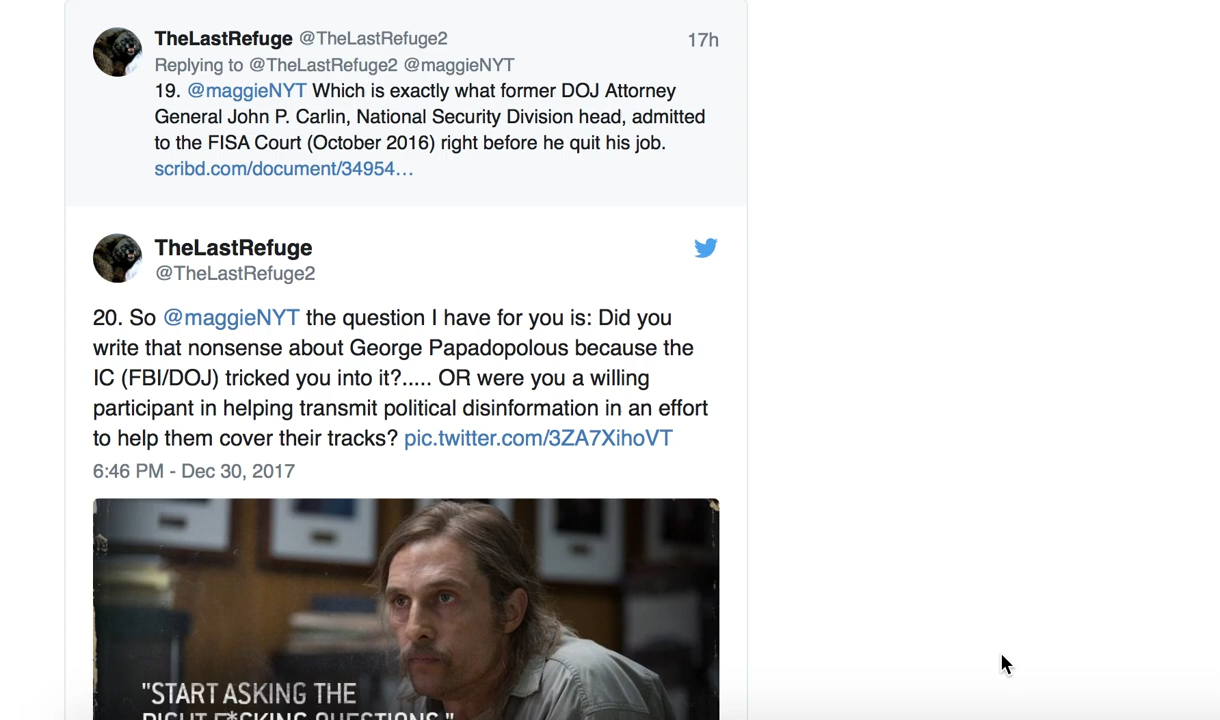 TheLastRefuge @TheLastRefuge2 17h
Replying to @TheLastRefuge2 @maggieNYT
19. @maggieNYT Which is exactly what former DOJ Attorney
General John P. Carlin, National Security Division head, admitted
to the FISA Court (October 2016) right before he quit his job.
scribd.com/document/34954…
TheLastRefuge
@TheLastRefuge2
20. So @maggieNYT the question I have for you is: Did you
write that nonsense about George Papadopolous because the
IC (FBI/DOJ) tricked you into it?..... OR were you a willing
participant in helping transmit political disinformation in an effort
to help them cover their tracks? pic.twitter.com/3ZA7XihoVT
6:46 PM - Dec 30, 2017
"START ASKING THE
RIGHT F*CKING QUESTIONS."